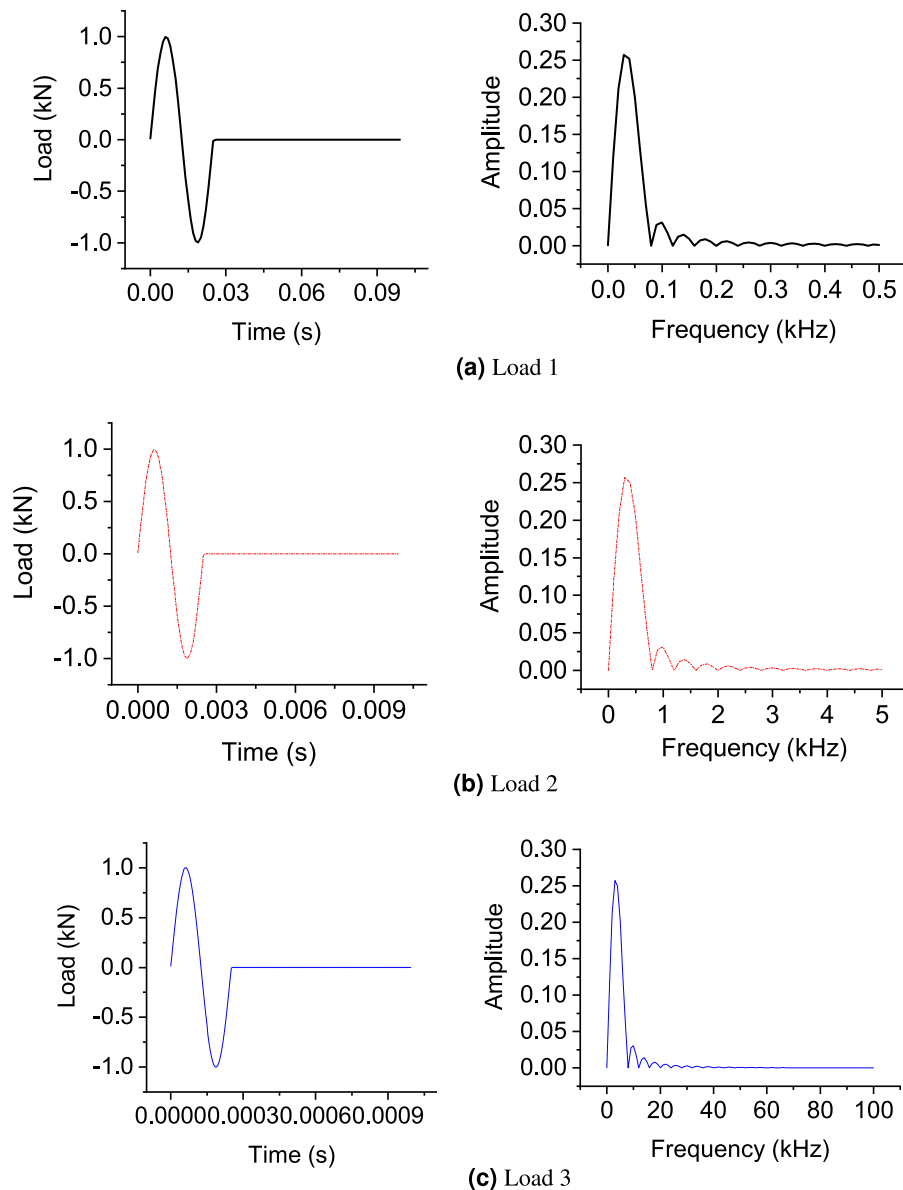 1.0
0.5
0.0
-0.5
-1.0
Load (kN)
0.00 0.03 0.06 0.09
Time (s)
0.30
0.25
0.20
0.15
0.10
0.05
0.00
Amplitude
0.0 0.1 0.2 0.3 0.4 0.5
Frequency (kHz)
(a) Load 1
1.0
0.5
0.0
-0.5
-1.0
Load (kN)
0.000 0.003 0.006 0.009
Time (s)
0.30
0.25
0.20
0.15
0.10
0.05
0.00
Amplitude
0 1 2 3 4 5
Frequency (kHz)
(b) Load 2
1.0
0.5
0.0
-0.5
-1.0
Load (kN)
0.00000.00030.00060.0009
Time (s)
0.30
0.25
0.20
0.15
0.10
0.05
0.00
Amplitude
0 20 40 60 80 100
Frequency (kHz)
(c) Load 3